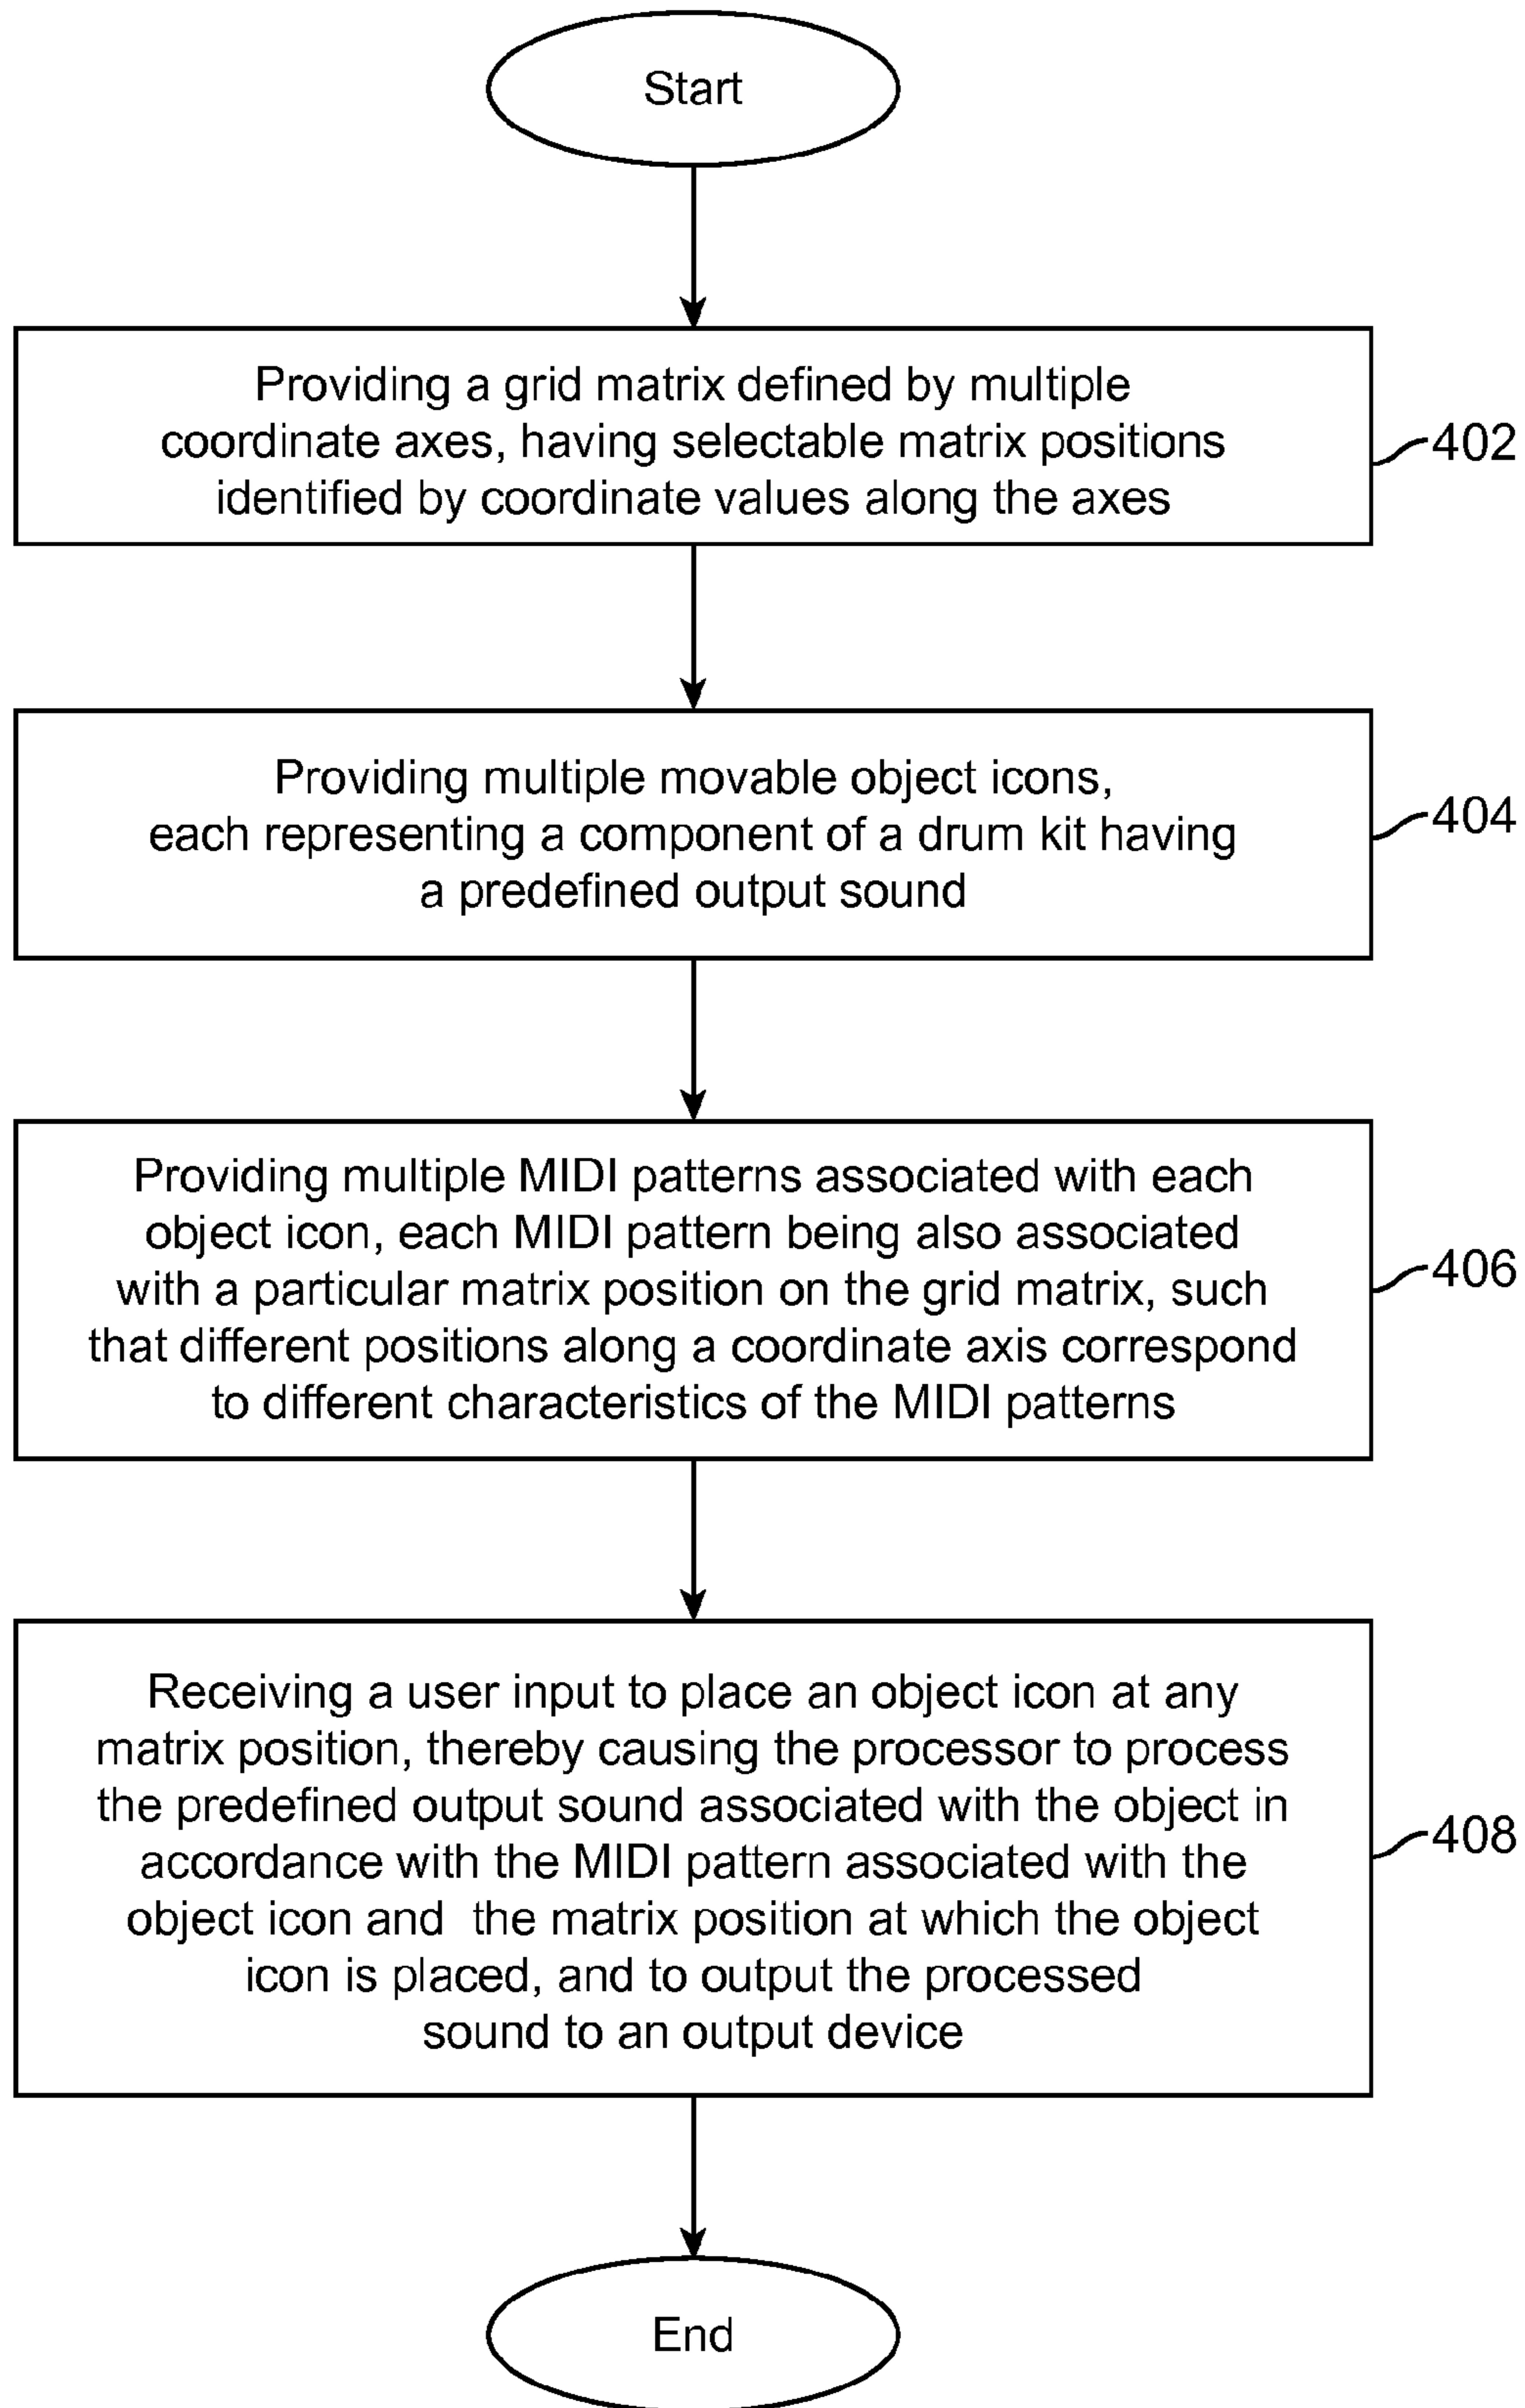 Start
Providing a grid matrix defined by multiple
coordinate axes, having selectable matrix positions
identified by coordinate values along the axes
402
Providing multiple movable object icons,
each representing a component of a drum kit having
a predefined output sound
404
Providing multiple MIDI patterns associated with each
object icon, each MIDI pattern being also associated
with a particular matrix position on the grid matrix, such
that different positions along a coordinate axis correspond
to different characteristics of the MIDI patterns
406
Receiving a user input to place an object icon at any
matrix position, thereby causing the processor to process
the predefined output sound associated with the object in
accordance with the MIDI pattern associated with the
object icon and the matrix position at which the object
icon is placed, and to output the processed
sound to an output device
408
End